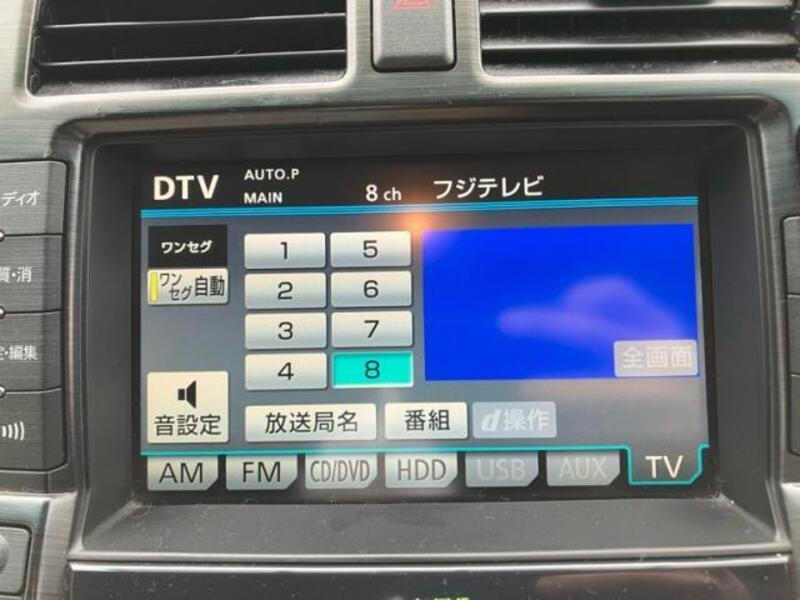 DTV
AUTO.P
MAIN
8 ch
フジテレビ
ディオ
質・消
・編集
ワンセグ
ワン
セグ
自動
1
5
2
6
3
7
4
8
全画面
音設定
放送局名
番組
d操作
AM
FM
CD/DVD
HDD
USB
AUX
TV